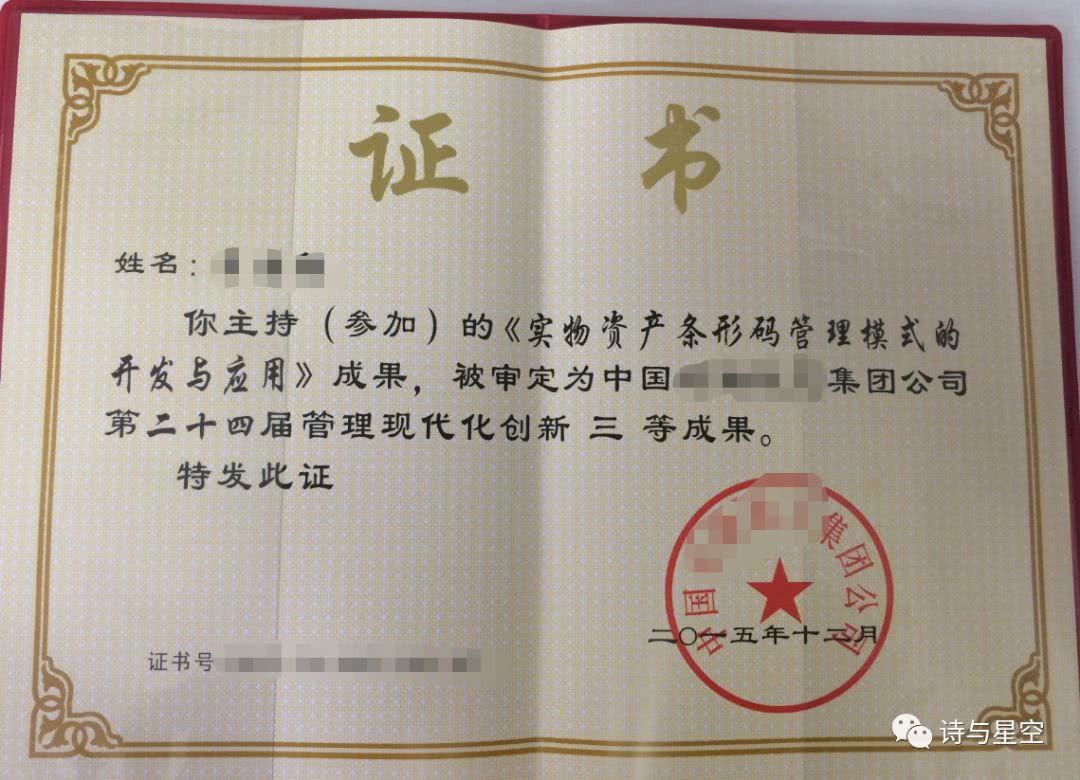 证书
姓名:
你主持（参加）的《实物资产条形码管理模式的
开发与应用》成果，被审定为中国集团公司
第二十四届管理现代化创新 三 等成果。
特发此证
中国集团公司
二〇一五年十二月
证书号
诗与星空